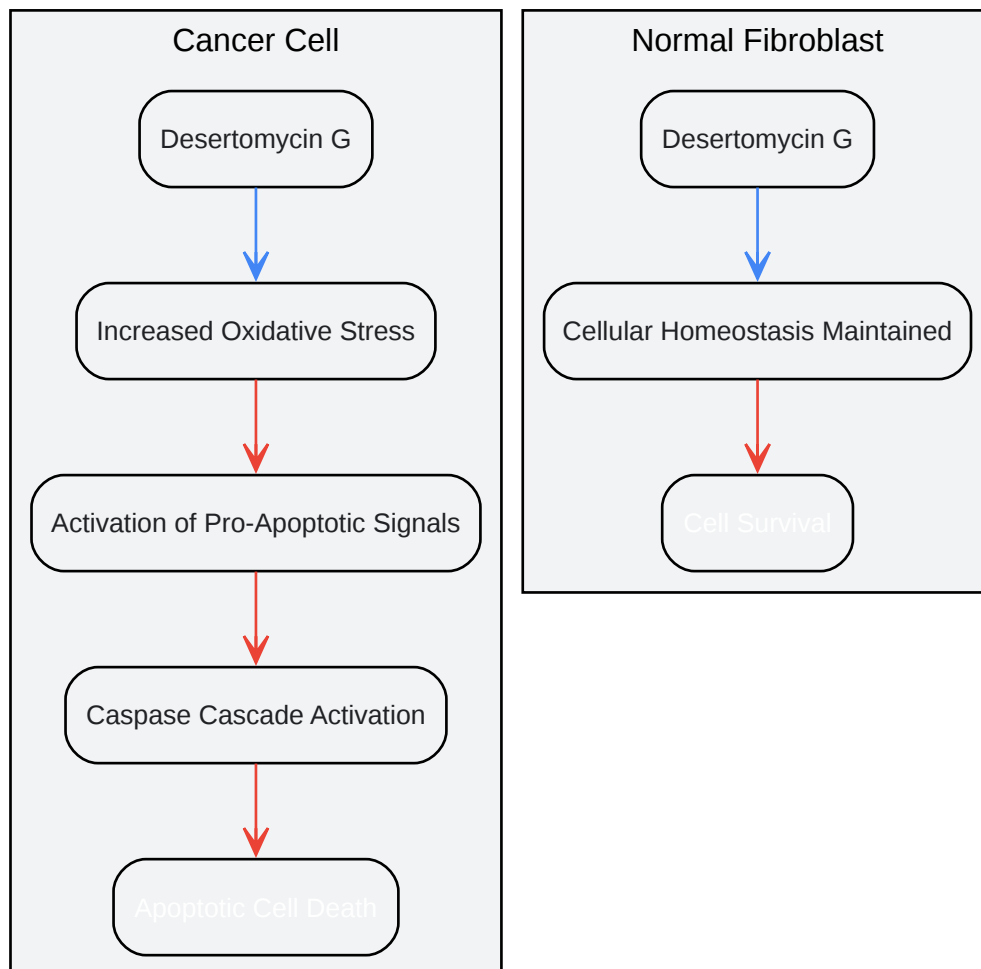 Cancer Cell
Desertomycin G
Increased Oxidative Stress
Activation of Pro-Apoptotic Signals
Caspase Cascade Activation
Apoptotic Cell Death
Normal Fibroblast
Desertomycin G
Cellular Homeostasis Maintained
Cell Survival